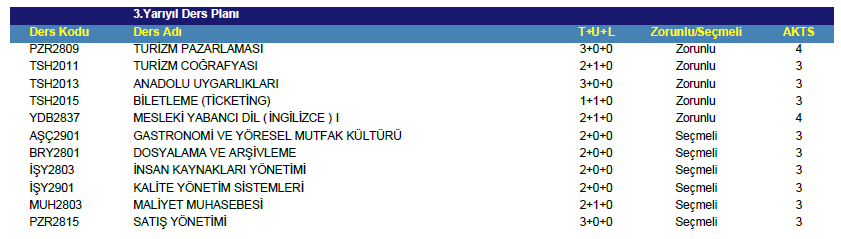 3.Yarıyıl Ders Planı
Ders Kodu Ders Adı T+U+L Zorunlu/Seçmeli AKTS
PZR2809 TURİZM PAZARLAMASI 3+0+0 Zorunlu 4
TSH2011 TURİZM COĞRAFYASI 2+1+0 Zorunlu 3
TSH2013 ANADOLU UYGARLIKLARI 3+0+0 Zorunlu 3
TSH2015 BİLETLEME (TİCKETİNG) 1+1+0 Zorunlu 3
YDB2837 MESLEKİ YABANCI DİL ( İNGİLİZCE ) I 2+1+0 Zorunlu 4
AŞÇ2901 GASTRONOMİ VE YÖRESEL MUTFAK KÜLTÜRÜ 2+0+0 Seçmeli 3
BRY2801 DOSYALAMA VE ARŞİVLEME 2+0+0 Seçmeli 3
İŞY2803 İNSAN KAYNAKLARI YÖNETİMİ 2+0+0 Seçmeli 3
İŞY2901 KALİTE YÖNETİM SİSTEMLERİ 2+0+0 Seçmeli 3
MUH2803 MALİYET MUHASEBESİ 2+1+0 Seçmeli 3
PZR2815 SATIŞ YÖNETİMİ 3+0+0 Seçmeli 3